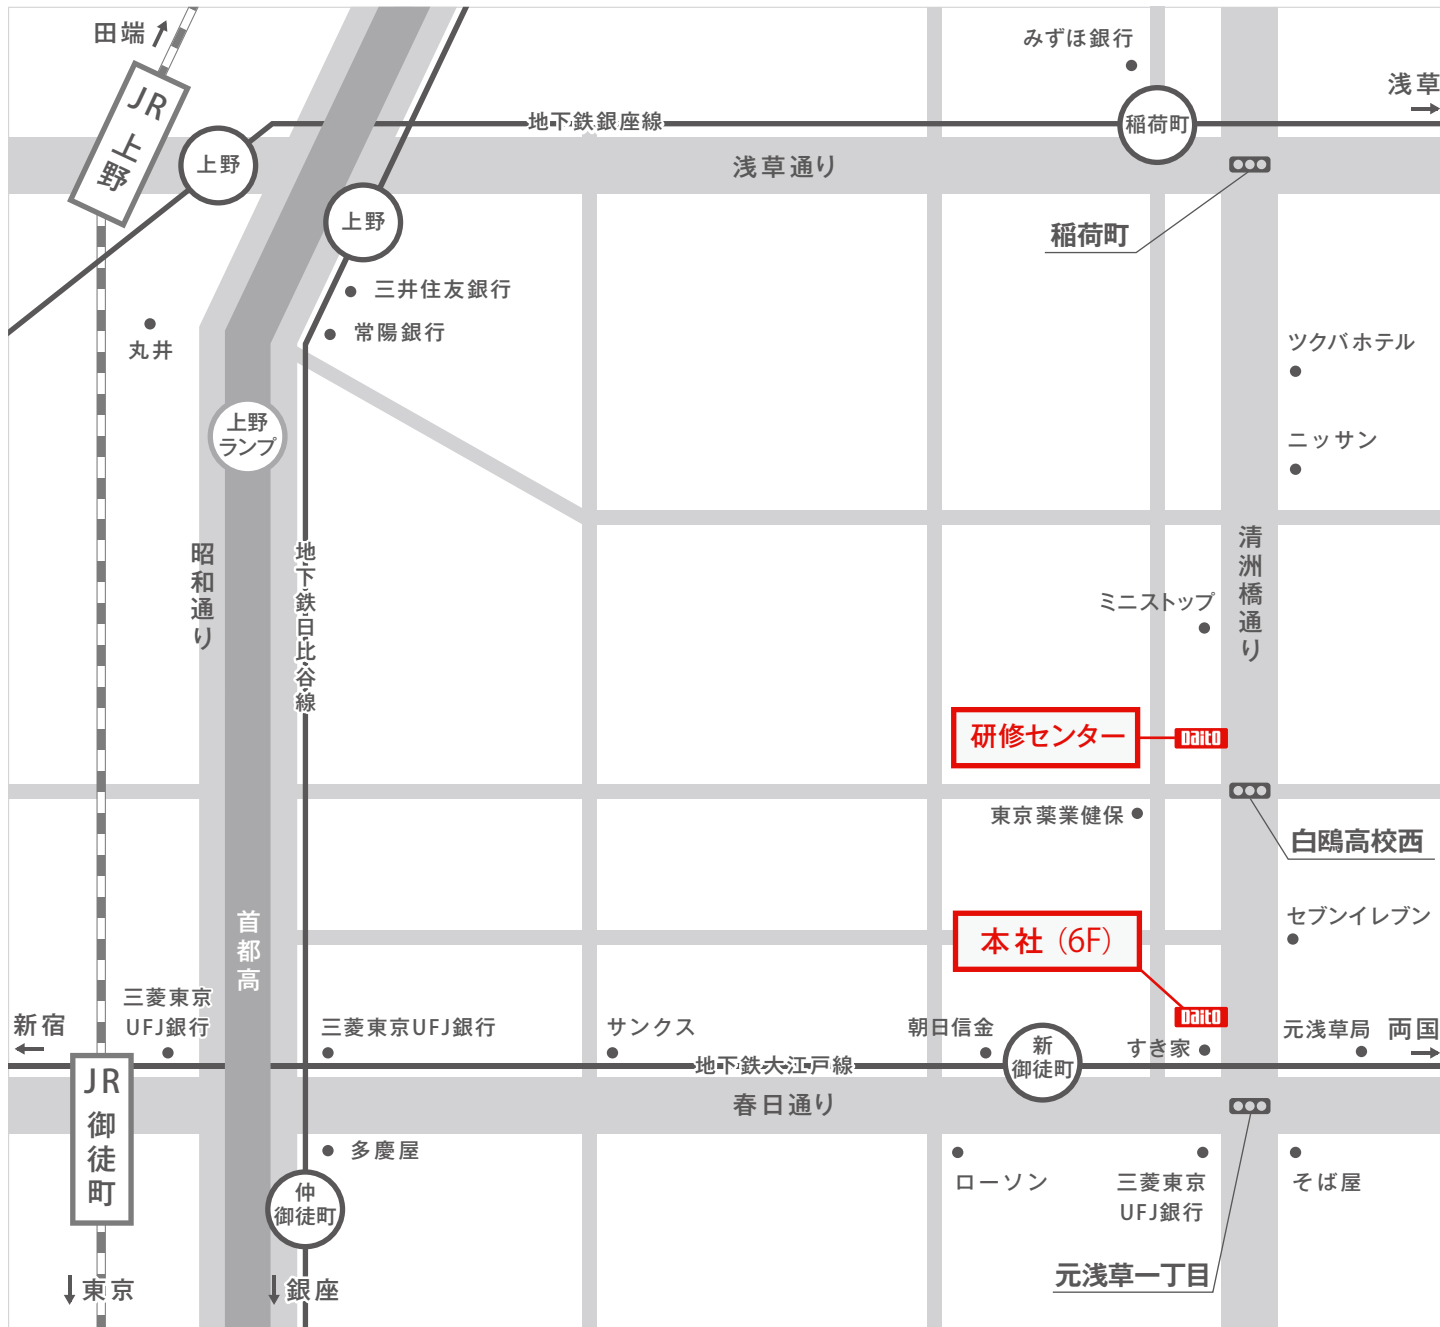 田端
みずほ銀行
浅草
JR
上野
上野
地下鉄銀座線
稲荷町
浅草通り
上野
稲荷町
三井住友銀行
常陽銀行
丸井
ツクバホテル
上野
ランプ
ニッサン
昭和通り
地下鉄日比谷線
清洲橋通り
ミニストップ
研修センター
Daito
東京薬業健保
白鴎高校西
首都高
セブンイレブン
本社(6F)
Daito
新宿
三菱東京
UFJ銀行
三菱東京UFJ銀行
サンクス
朝日信金
新
御徒町
すき家
元浅草局
両国
地下鉄大江戸線
JR
御徒町
春日通り
多慶屋
ローソン
三菱東京
UFJ銀行
そば屋
仲
御徒町
元浅草一丁目
東京
銀座